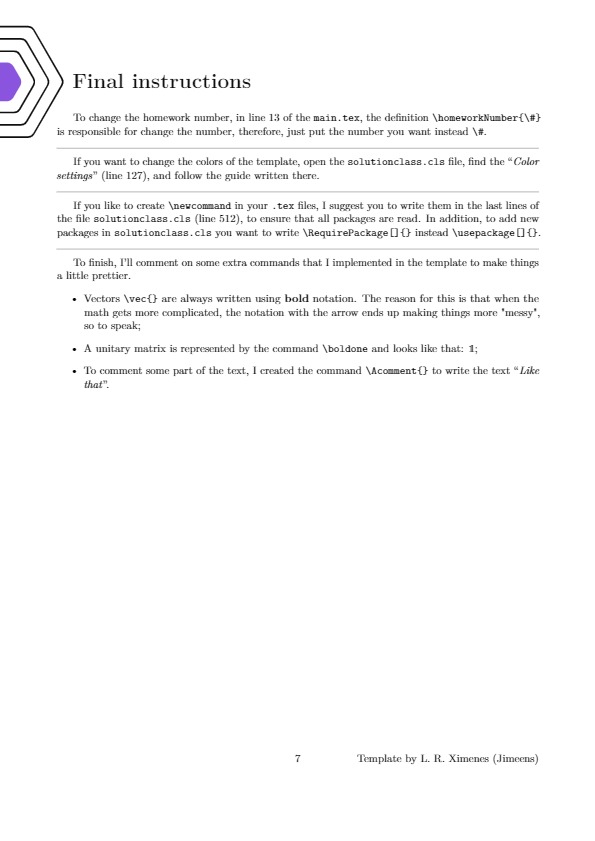 Final instructions
To change the homework number, in line 13 of the main.tex, the definition \homeworkNumber{\#}
is responsible for change the number, therefore, just put the number you want instead \#.
If you want to change the colors of the template, open the solutionclass.cls file, find the “Color
settings” (line 127), and follow the guide written there.
If you like to create \newcommand in your .tex files, I suggest you to write them in the last lines of
the file solutionclass.cls (line 512), to ensure that all packages are read. In addition, to add new
packages in solutionclass.cls you want to write \RequirePackage[]{} instead \usepackage[]{}.
To finish, I'll comment on some extra commands that I implemented in the template to make things
a little prettier.
• Vectors \vec{} are always written using bold notation. The reason for this is that when the
math gets more complicated, the notation with the arrow ends up making things more "messy",
so to speak;
• A unitary matrix is represented by the command \boldone and looks like that: 𝟙;
• To comment some part of the text, I created the command \Acomment{} to write the text “Like
that”.
7 Template by L. R. Ximenes (Jimeens)